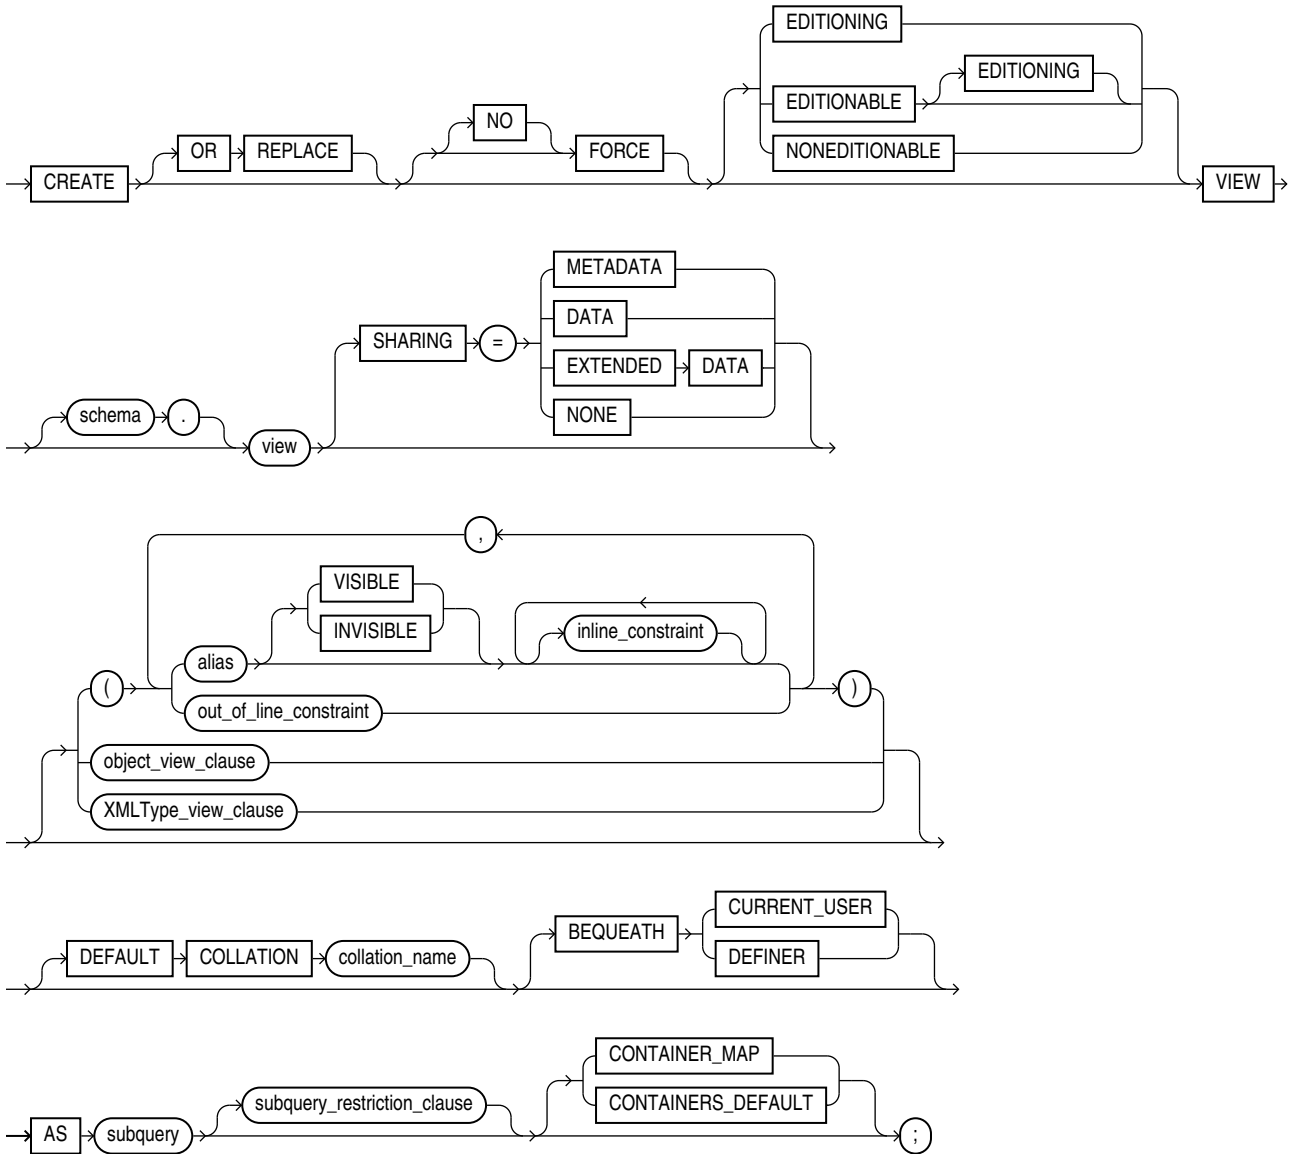 EDITIONING
EDITIONING
NO
EDITIONABLE
OR REPLACE FORCE NONEDITIONABLE
CREATE VIEW
METADATA
DATA
SHARING =
EXTENDED DATA
schema . NONE
view
,
VISIBLE
INVISIBLE inline_constraint
alias
( )
out_of_line_constraint
object_view_clause
XMLType_view_clause
CURRENT_USER
BEQUEATH
DEFAULT COLLATION collation_name DEFINER
CONTAINER_MAP
subquery_restriction_clause CONTAINERS_DEFAULT
AS subquery ;